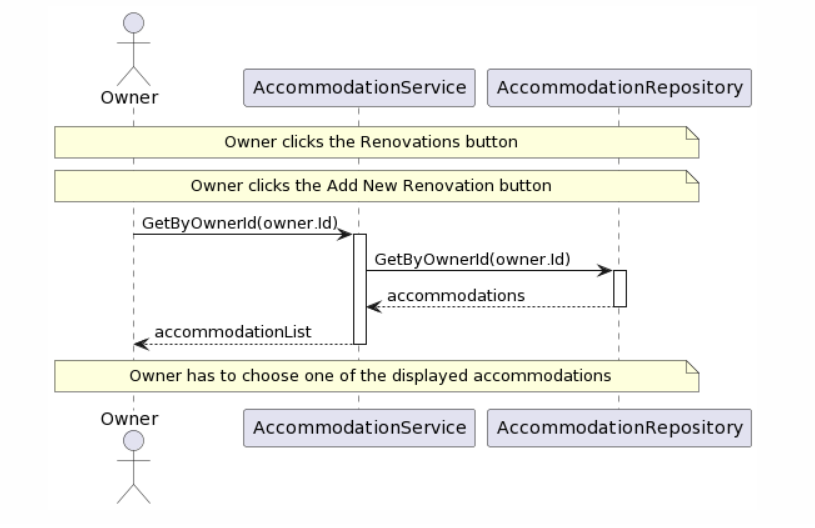 Owner
AccommodationService
AccommodationRepository
Owner clicks the Renovations button
Owner clicks the Add New Renovation button
GetByOwnerId(owner.Id)
GetByOwnerId(owner.Id)
accommodations
accommodationList
Owner has to choose one of the displayed accommodations
Owner
AccommodationService
AccommodationRepository